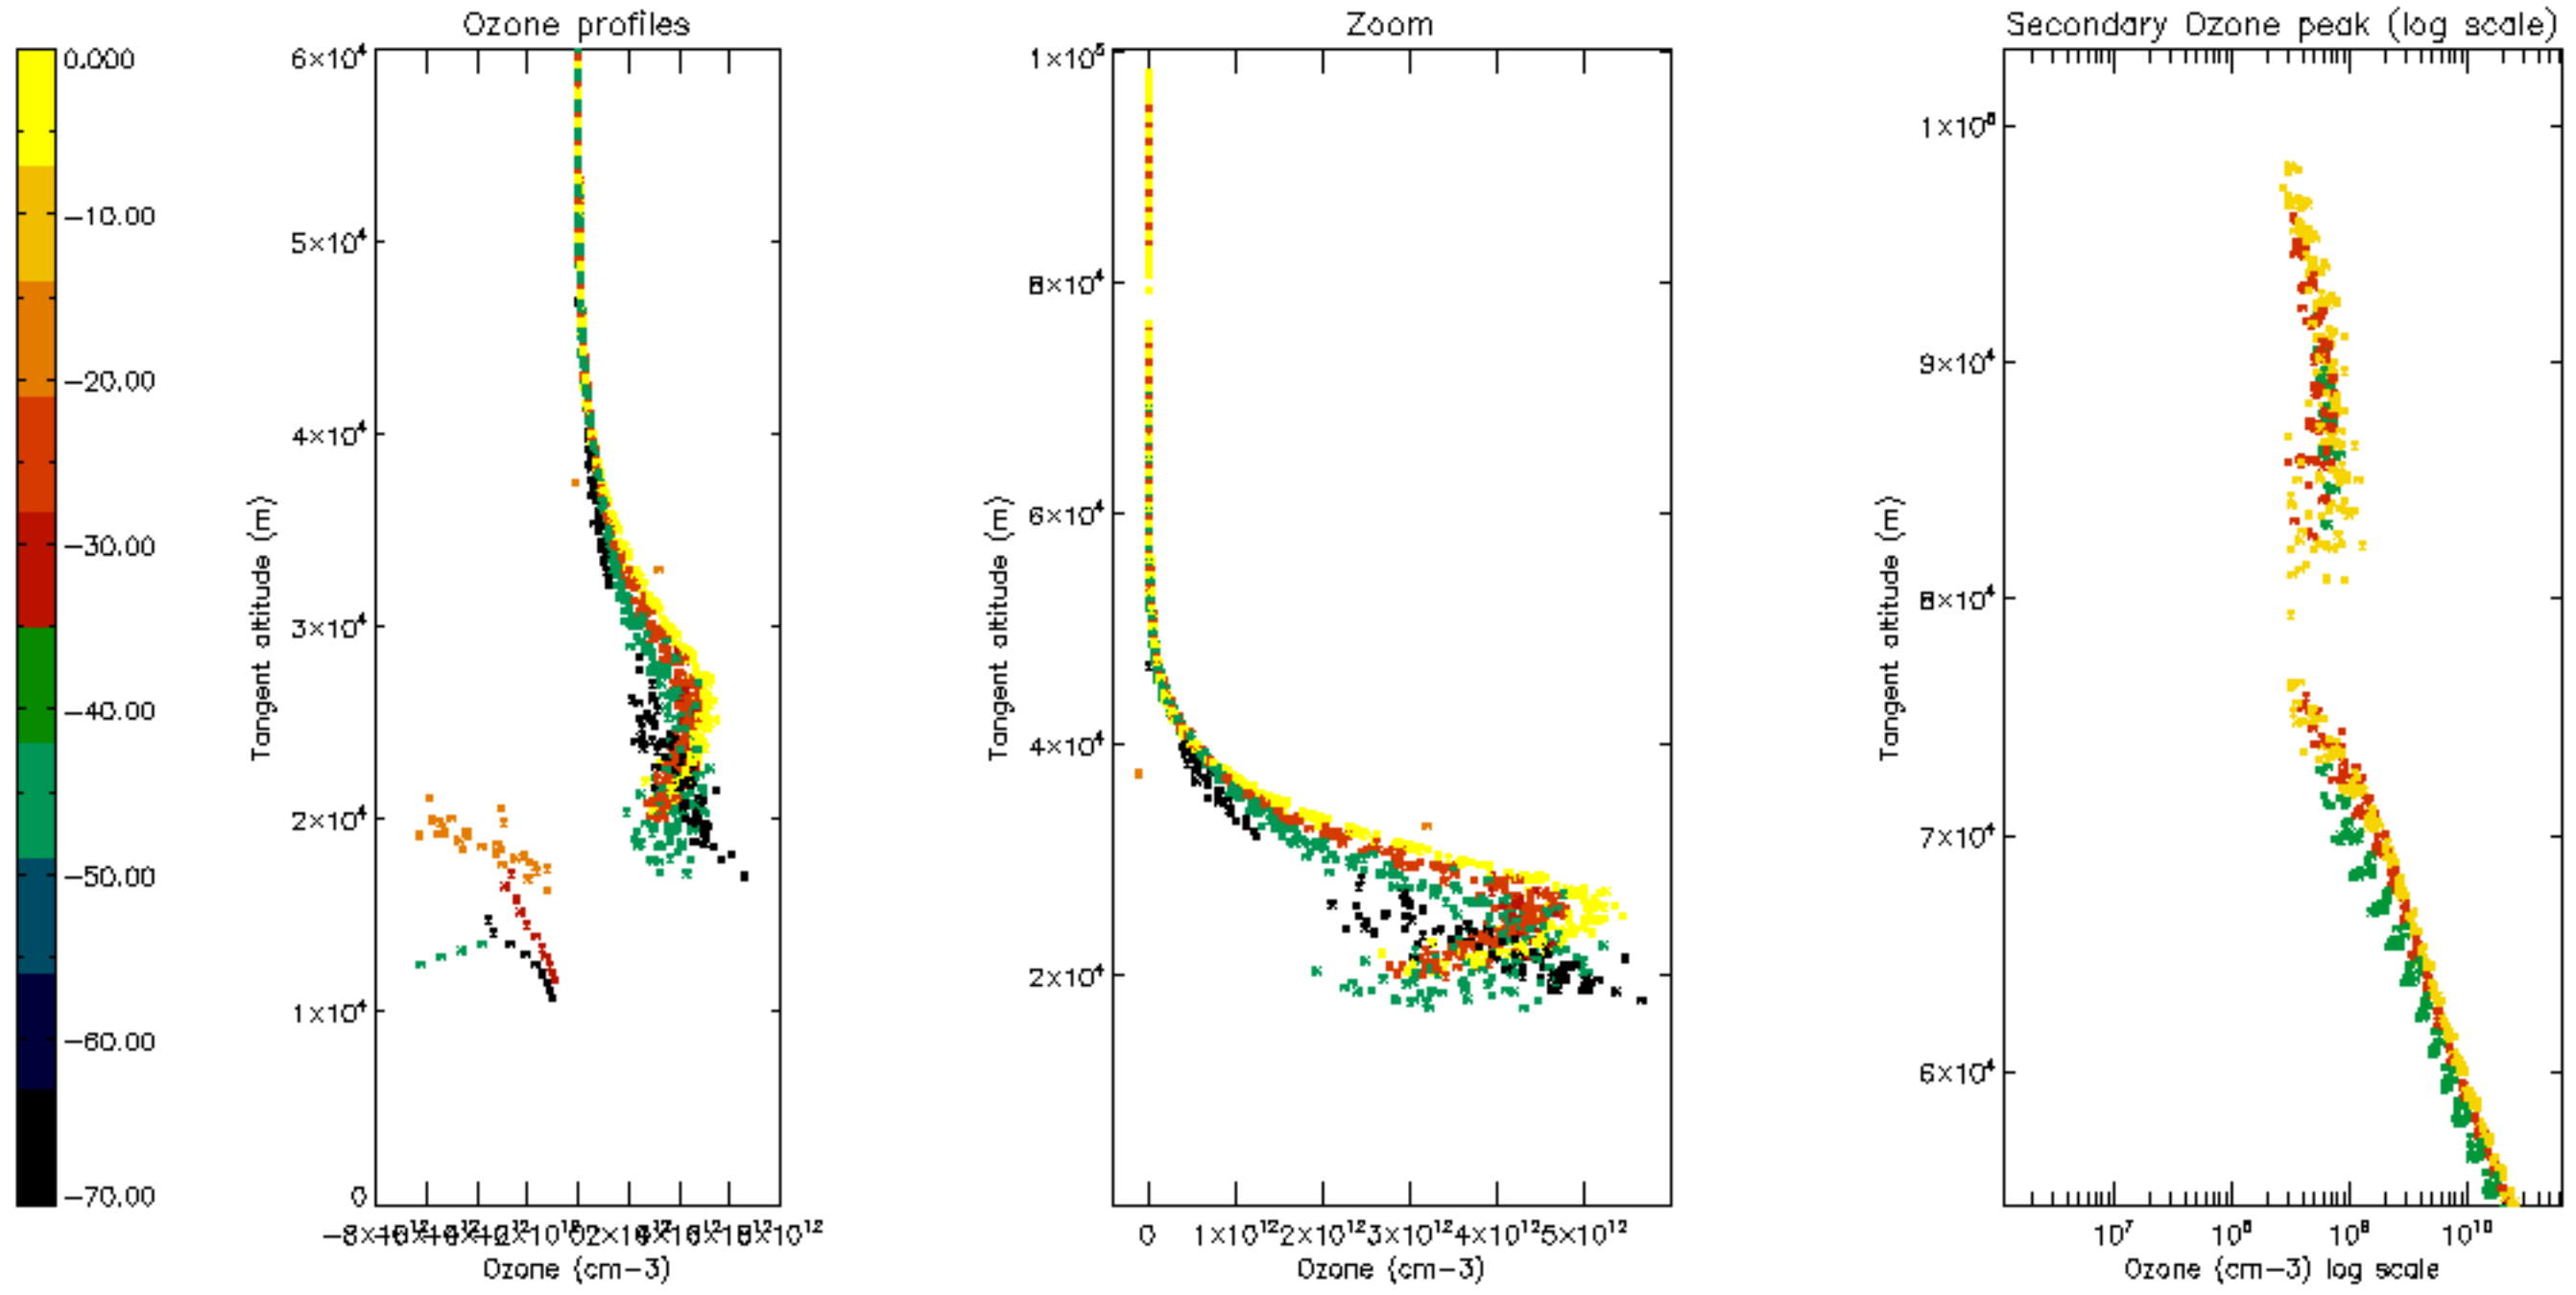 Ozone profiles
Zoom
Secondary Ozone peak (log scale)
0.000
−10.00
−20.00
−30.00
−40.00
−50.00
−60.00
−70.00
6×10⁴
5×10⁴
4×10⁴
3×10⁴
2×10⁴
1×10⁴
0
Tangent altitude (m)
Ozone (cm−3)
1×10⁵
8×10⁴
6×10⁴
4×10⁴
2×10⁴
Tangent altitude (m)
0 1×10¹² 2×10¹² 3×10¹² 4×10¹² 5×10¹²
Ozone (cm−3)
1×10⁵
9×10⁴
8×10⁴
7×10⁴
6×10⁴
Tangent altitude (m)
10⁷ 10⁸ 10⁹ 10¹⁰
Ozone (cm−3) log scale